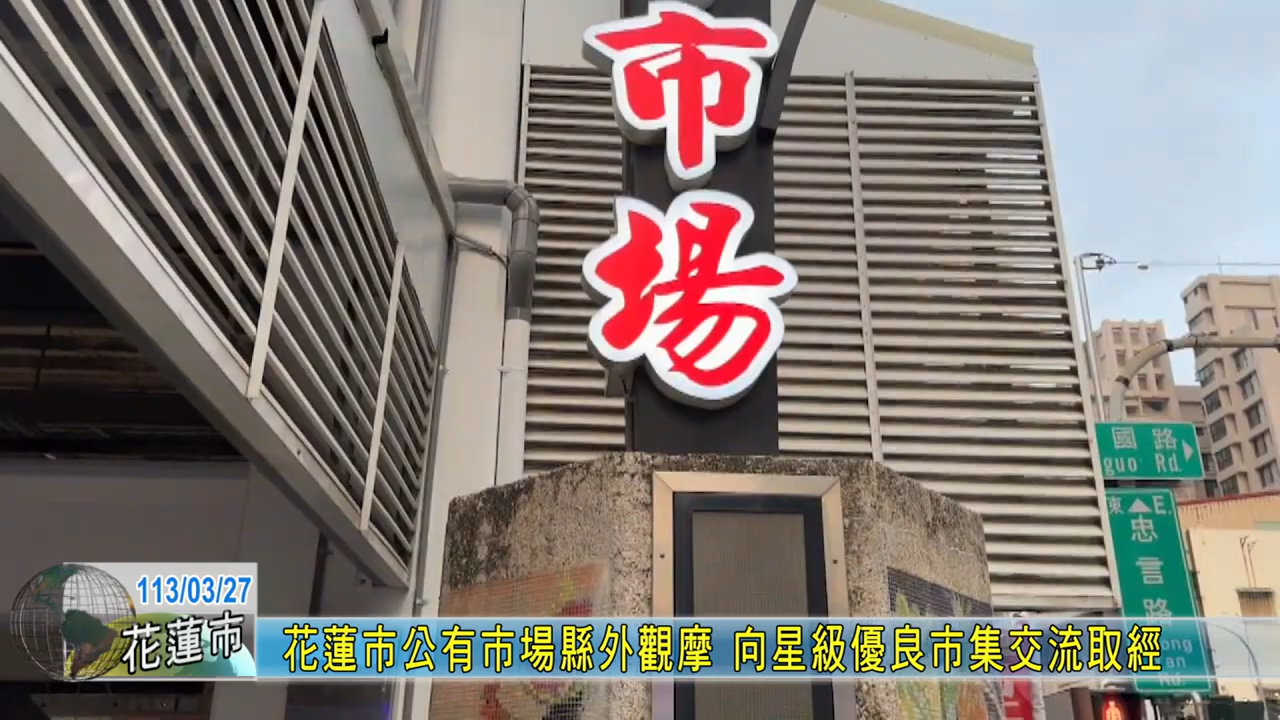 市
場
國 路
guo Rd.
東 E.
忠
言
路
Rd.
113/03/27
花蓮市
花蓮市公有市場縣外觀摩 向星級優良市集交流取經